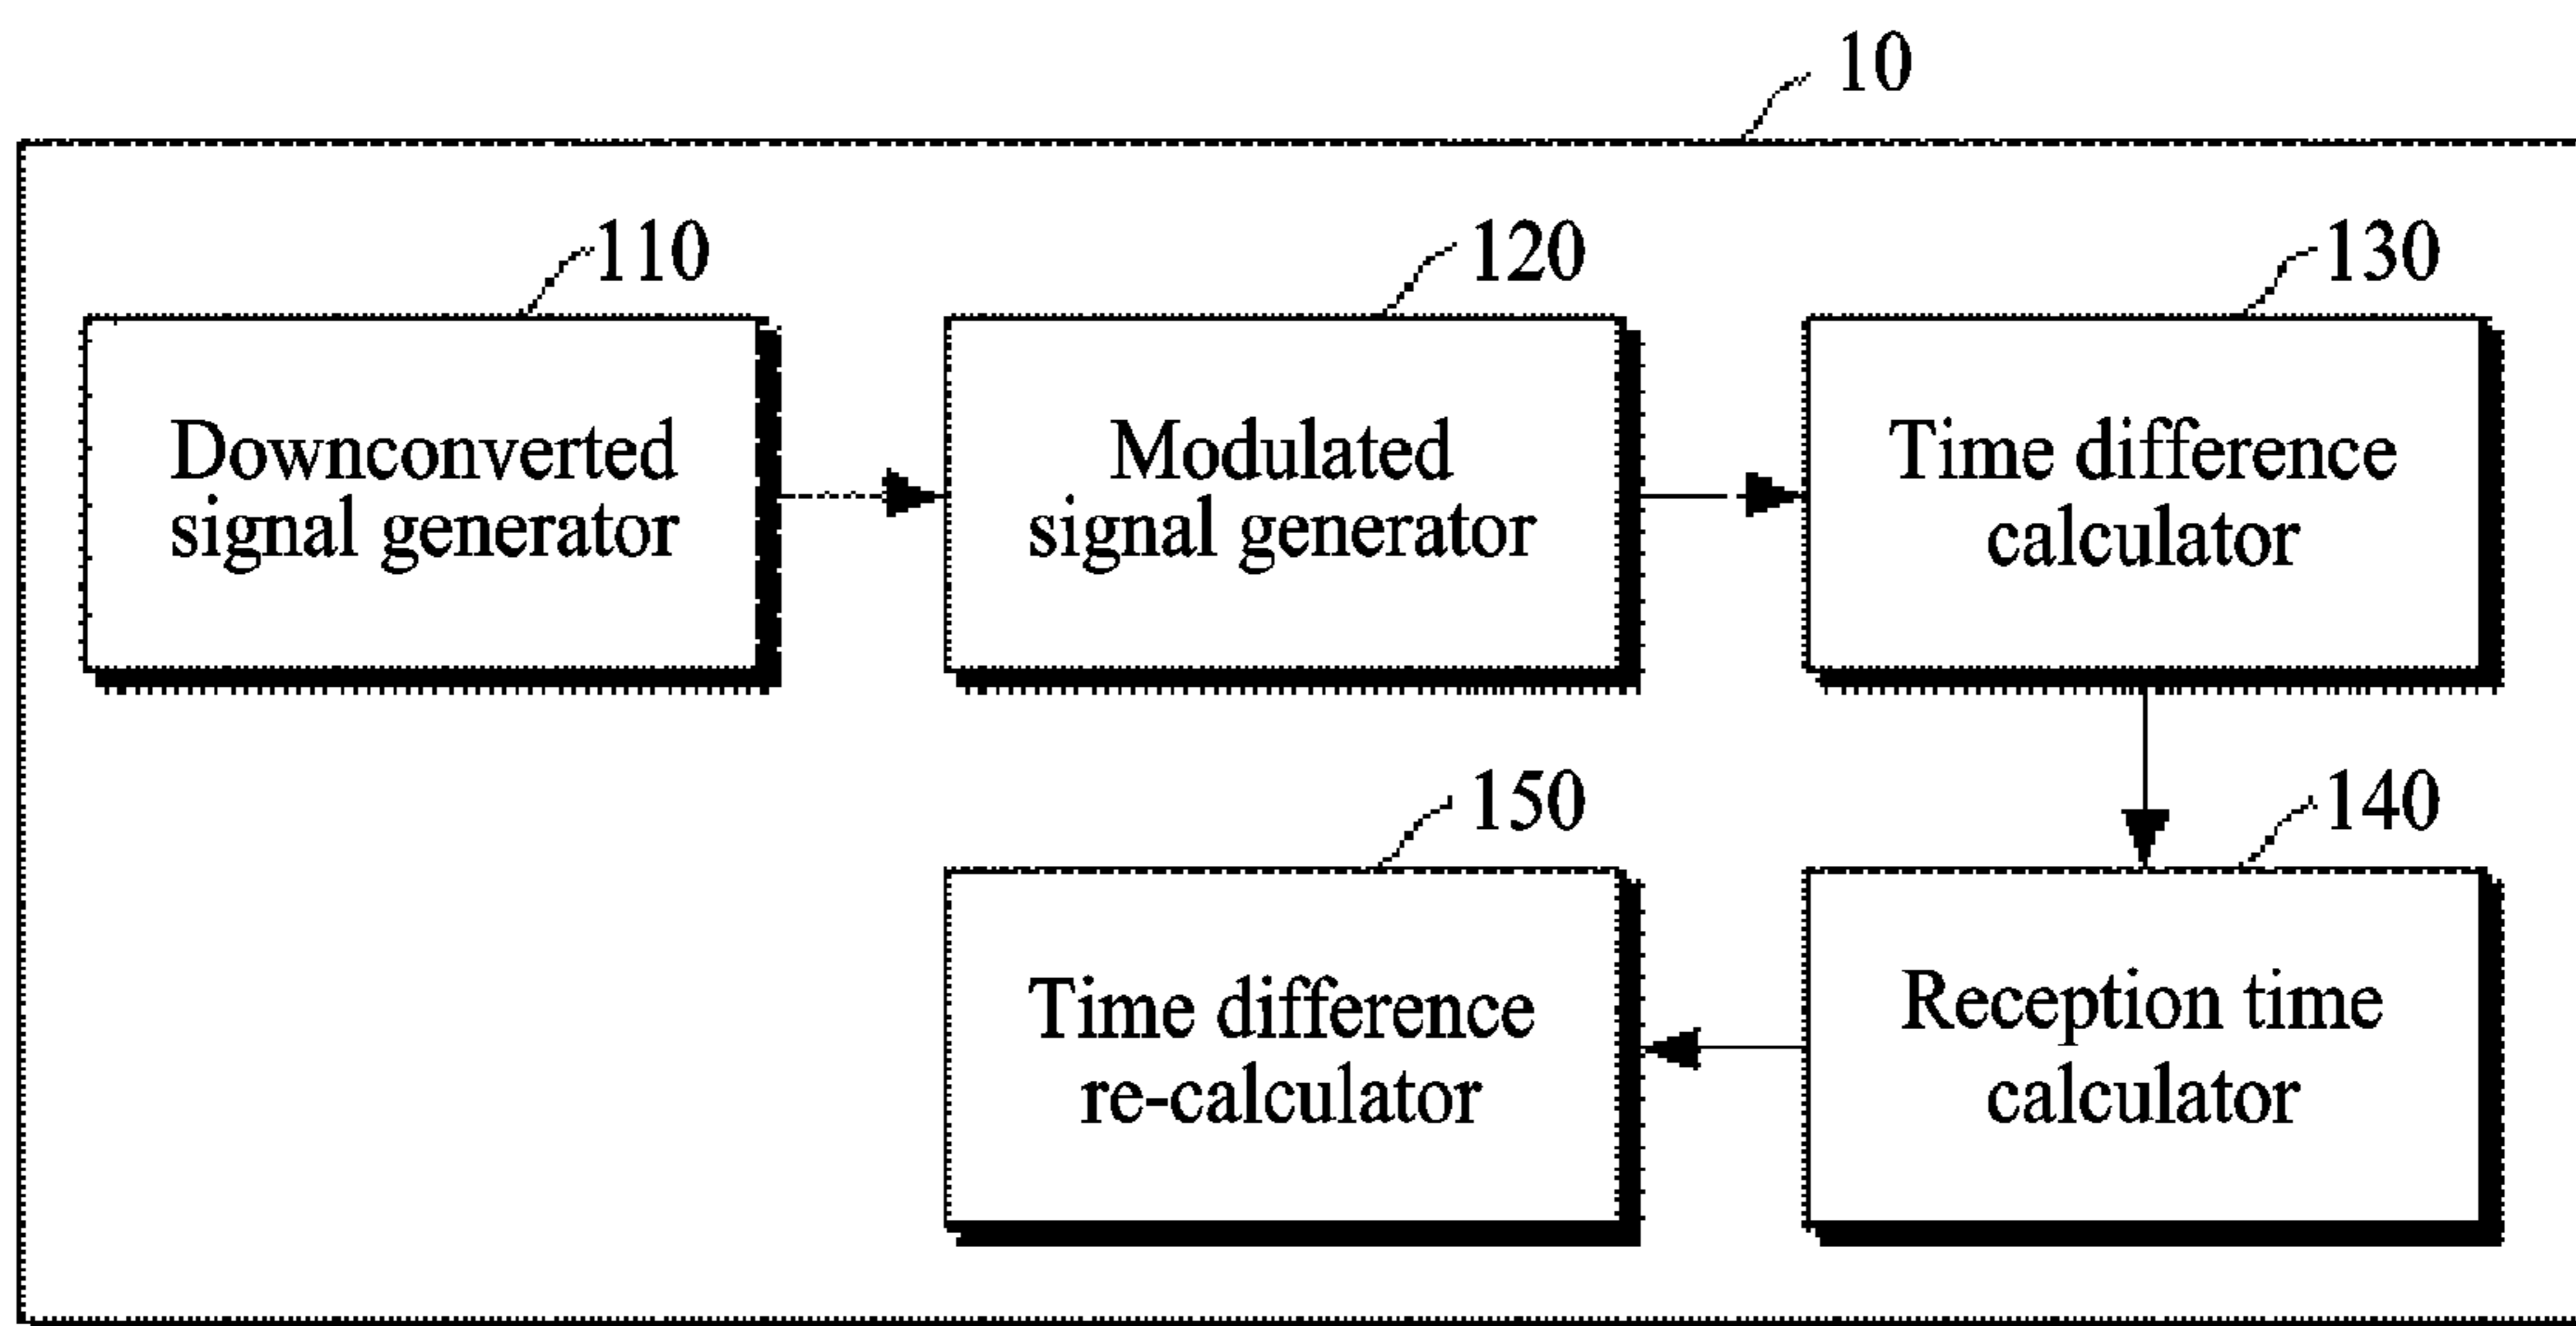 10
110
120
130
Downconverted
signal generator
Modulated
signal generator
Time difference
calculator
150
140
Time difference
re-calculator
Reception time
calculator